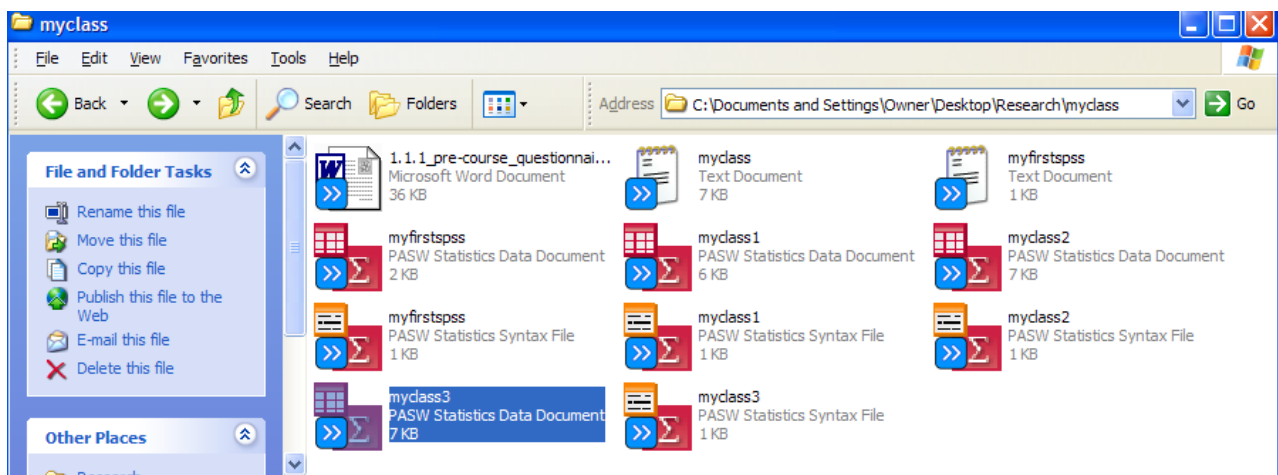 myclass
File Edit View Favorites Tools Help
Back Search Folders Address C:\Documents and Settings\Owner\Desktop\Research\myclass Go
File and Folder Tasks
Rename this file
Move this file
Copy this file
Publish this file to the
Web
E-mail this file
Delete this file
Other Places
1.1.1_pre-course_questionnai...
Microsoft Word Document
36 KB
myclass
Text Document
7 KB
myfirstspss
Text Document
1 KB
myfirstspss
PASW Statistics Data Document
2 KB
myclass1
PASW Statistics Data Document
6 KB
myclass2
PASW Statistics Data Document
7 KB
myfirstspss
PASW Statistics Syntax File
1 KB
myclass1
PASW Statistics Syntax File
1 KB
myclass2
PASW Statistics Syntax File
1 KB
myclass3
PASW Statistics Data Document
7 KB
myclass3
PASW Statistics Syntax File
1 KB